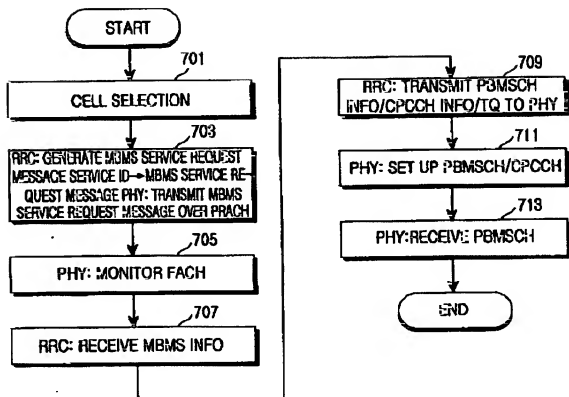 START
701
CELL SELECTION
703
RRC: GENERATE MBMS SERVICE REQUEST
MESSAGE SERVICE ID→MBMS SERVICE RE-
QUEST MESSAGE PHY: TRANSMIT MBMS
SERVICE REQUEST MESSAGE OVER PRACH
705
PHY: MONITOR FACH
707
RRC: RECEIVE MBMS INFO
709
RRC: TRANSMIT PBMSCH
INFO/CPCCH INFO/TQ TO PHY
711
PHY: SET UP PBMSCH/CPCCH
713
PHY:RECEIVE PBMSCH
END